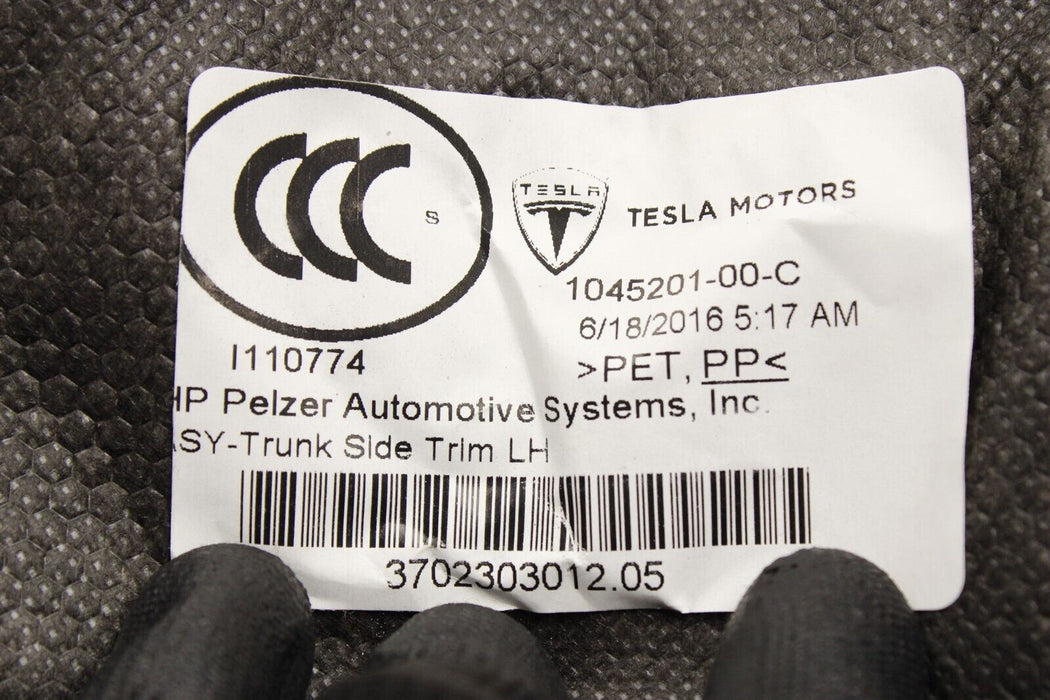 CCC
S
TESLA
TESLA MOTORS
1045201-00-C
6/18/2016 5:17 AM
>PET, PP<
I110774
HP Pelzer Automotive Systems, Inc.
ASY-Trunk Side Trim LH
3702303012.05